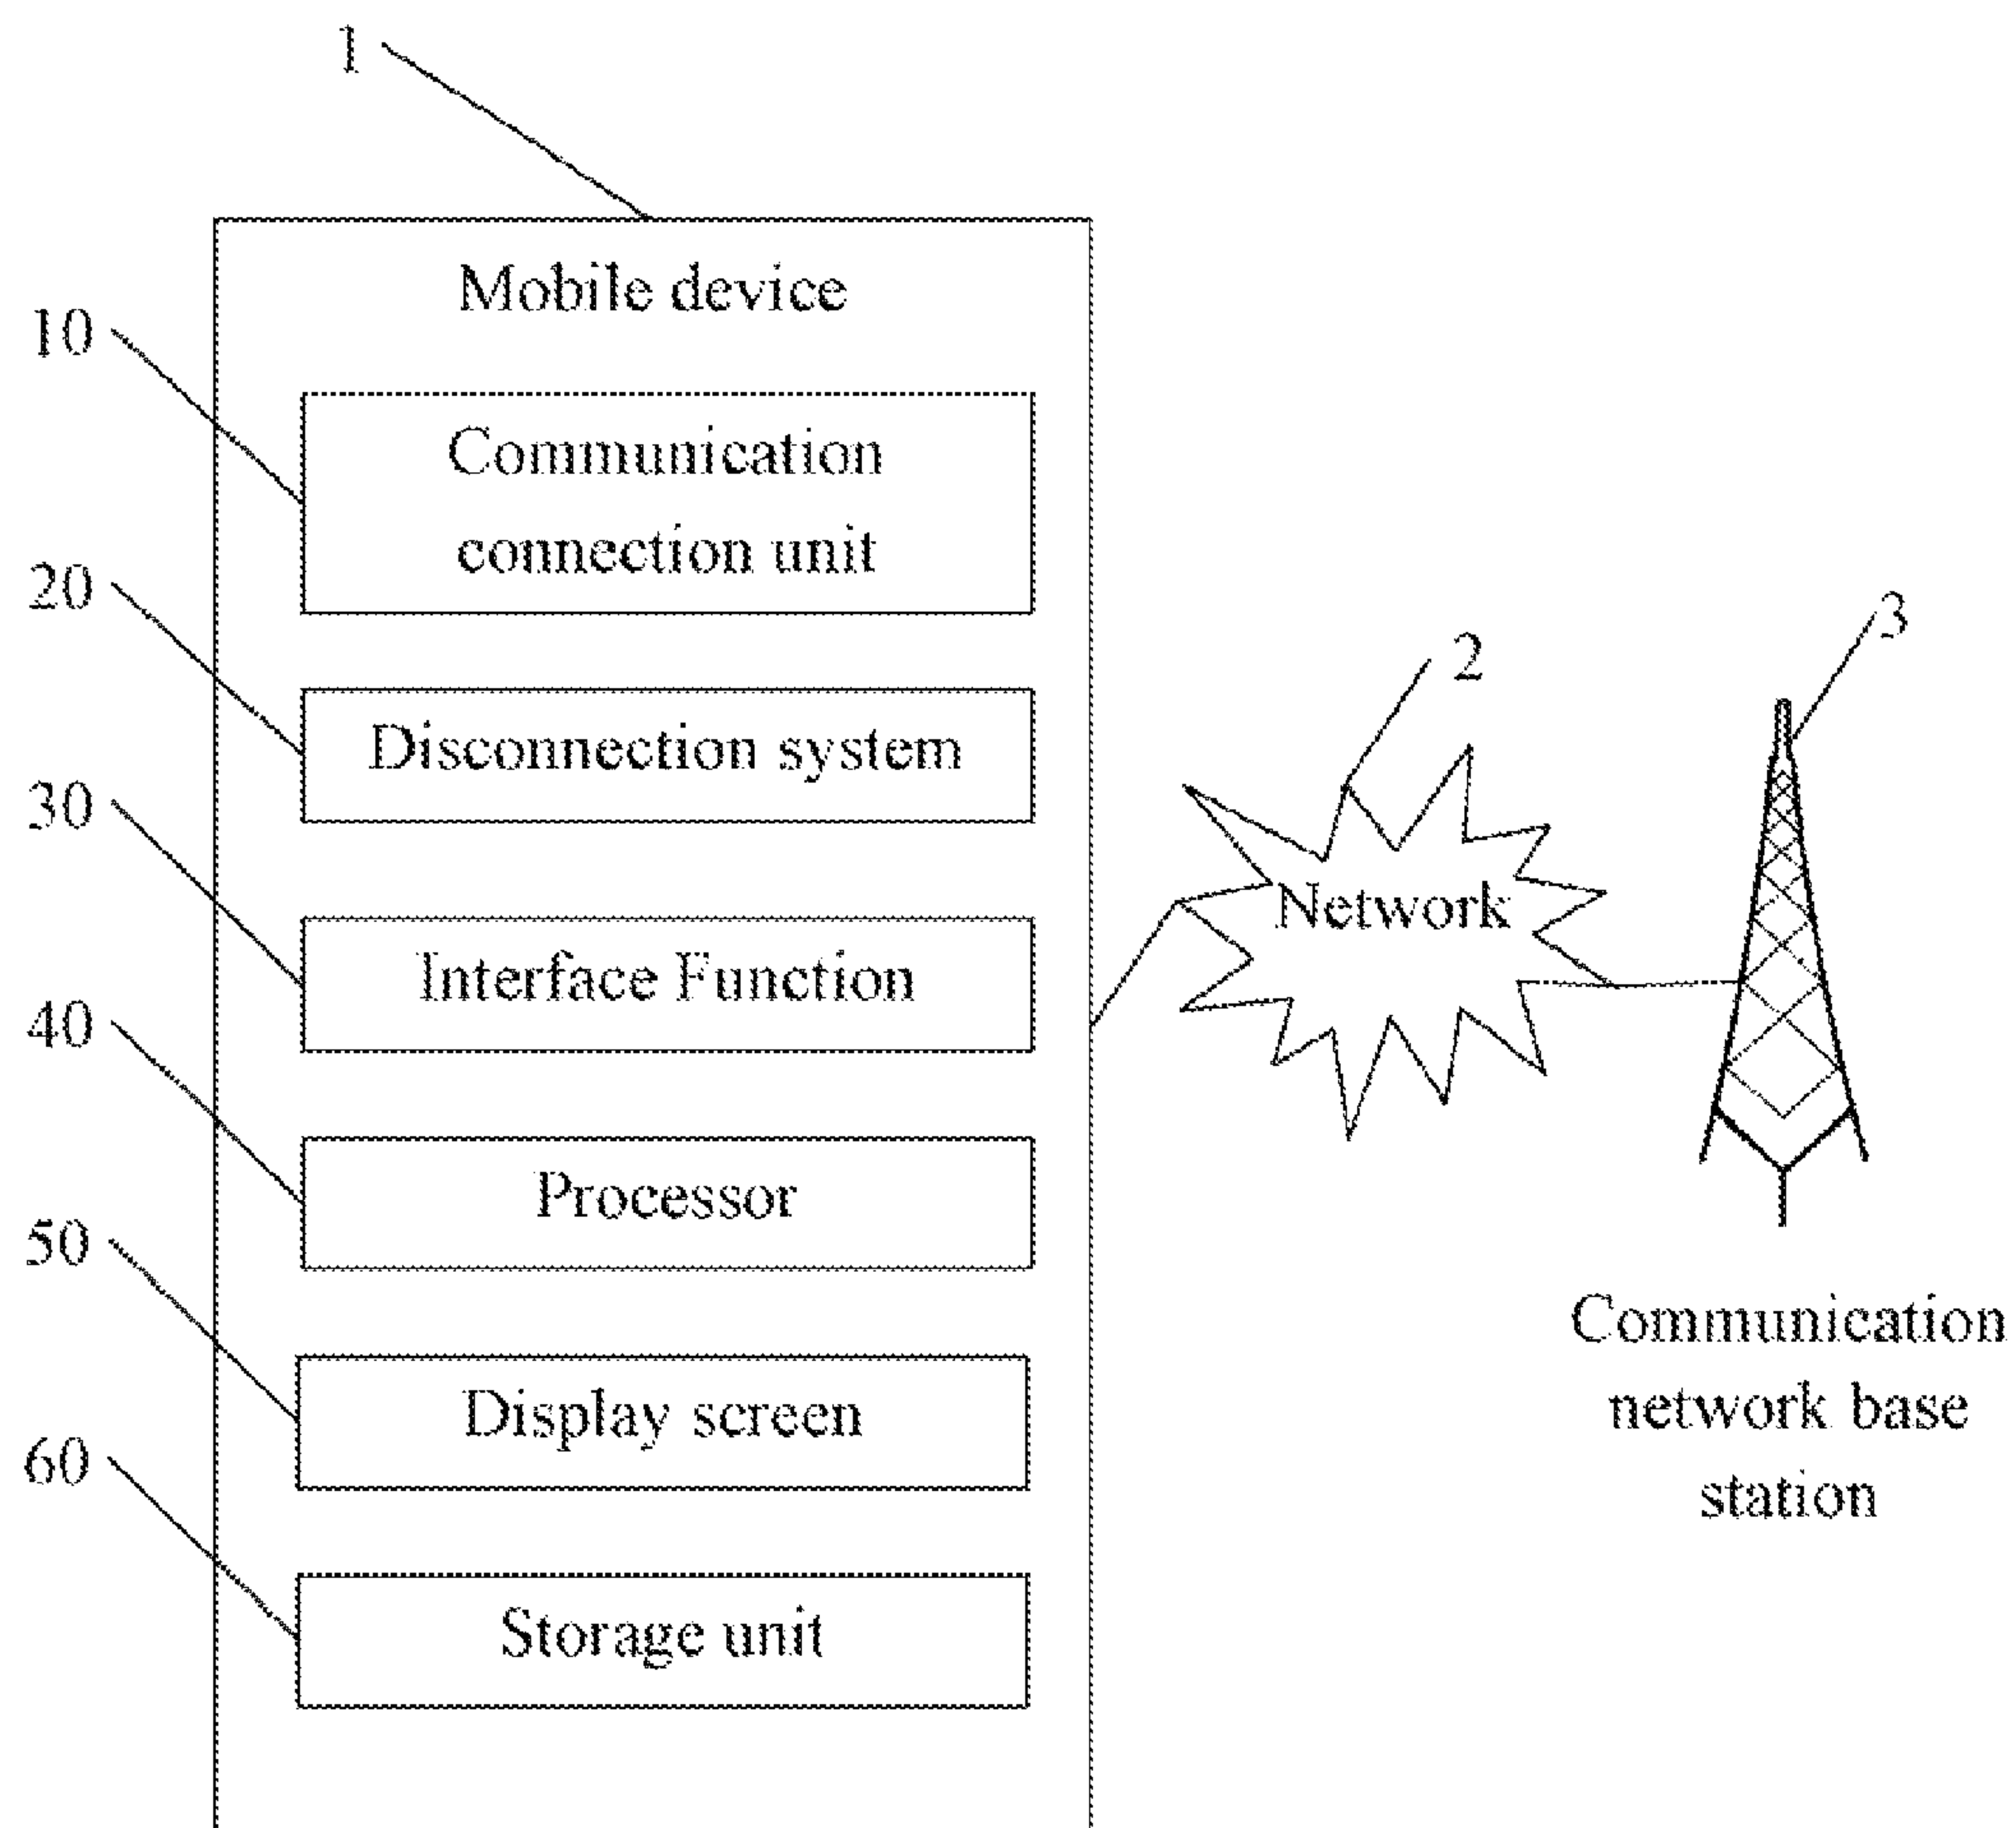 1
Mobile device
10
Communication
connection unit
20
Disconnection system
30
Interface Function
40
Processor
50
Display screen
60
Storage unit
2
Network
3
Communication
network base
station